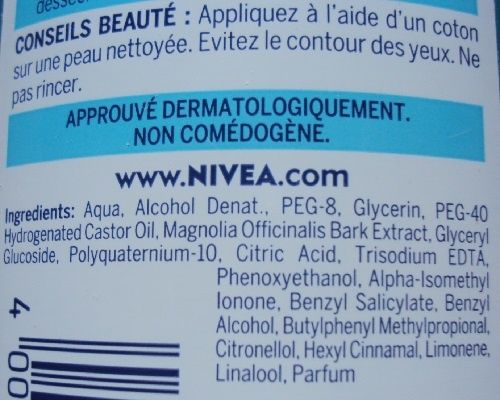 CONSEILS BEAUTÉ : Appliquez à l'aide d'un coton
sur une peau nettoyée. Evitez le contour des yeux. Ne
pas rincer.
APPROUVÉ DERMATOLOGIQUEMENT.
NON COMÉDOGÈNE.
www.NIVEA.com
Ingredients: Aqua, Alcohol Denat., PEG-8, Glycerin, PEG-40
Hydrogenated Castor Oil, Magnolia Officinalis Bark Extract, Glyceryl
Glucoside, Polyquaternium-10, Citric Acid, Trisodium EDTA,
Phenoxyethanol, Alpha-Isomethyl
Ionone, Benzyl Salicylate, Benzyl
Alcohol, Butylphenyl Methylpropional,
Citronellol, Hexyl Cinnamal, Limonene,
Linalool, Parfum
4 00